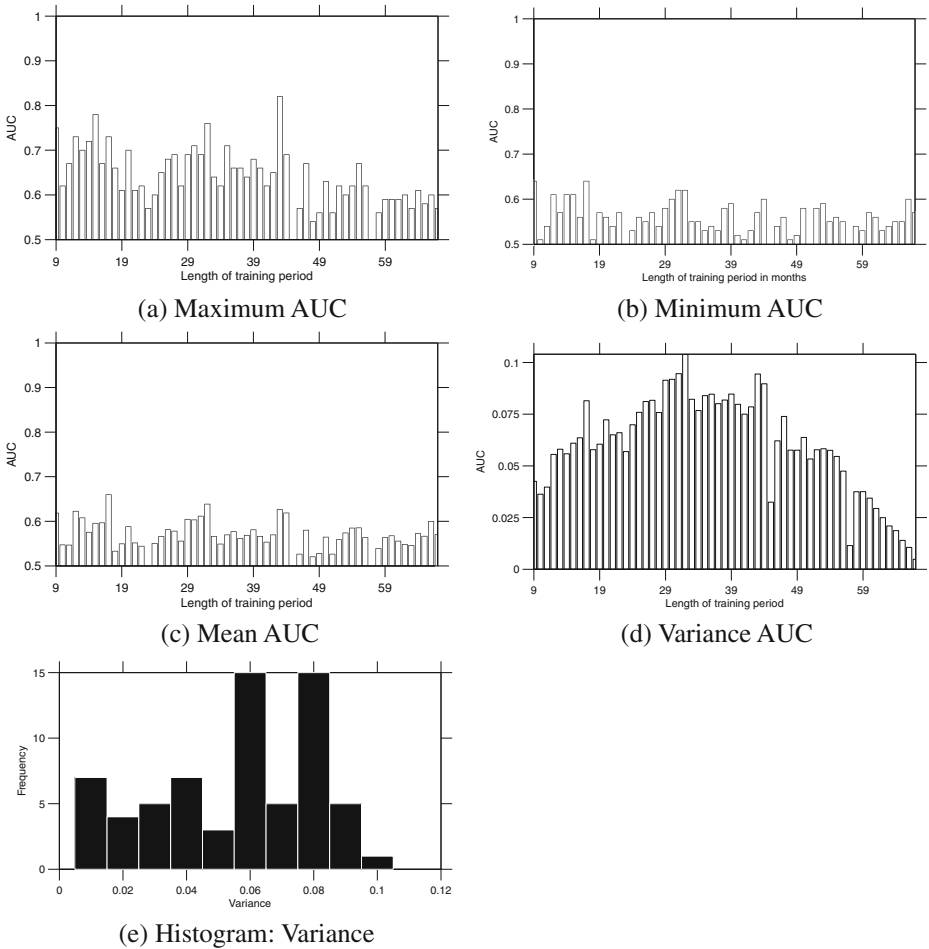 1
0.9
0.8
0.7
0.6
0.5
AUC
9 19 29 39 49 59
Length of training period
(a) Maximum AUC
1
0.9
0.8
0.7
0.6
0.5
AUC
9 19 29 39 49 59
Length of training period in months
(b) Minimum AUC
1
0.9
0.8
0.7
0.6
0.5
AUC
9 19 29 39 49 59
Length of training period
(c) Mean AUC
0.1
0.075
0.05
0.025
0
AUC
9 19 29 39 49 59
Length of training period
(d) Variance AUC
15
10
5
0
Frequency
0 0.02 0.04 0.06 0.08 0.1 0.12
Variance
(e) Histogram: Variance